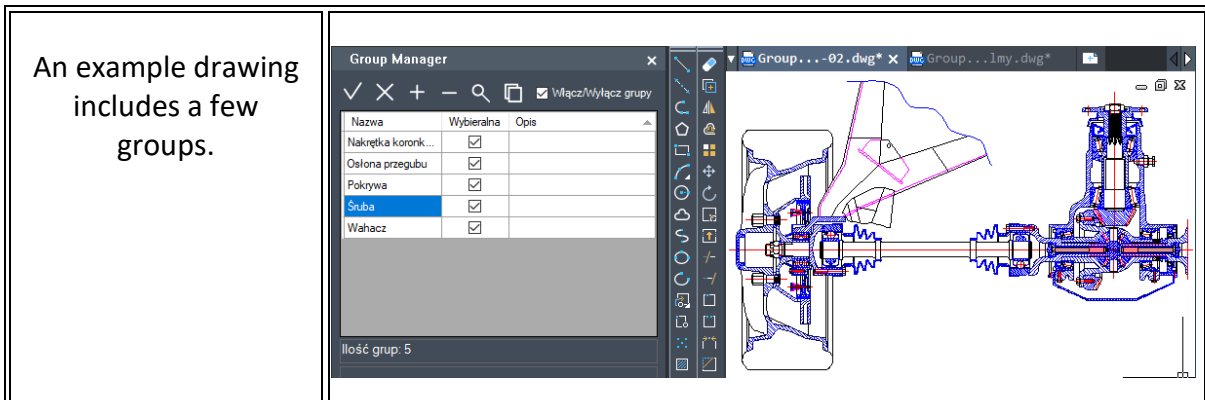 An example drawing
includes a few
groups.
Group Manager
Włącz/Wyłącz grupy
Nazwa Wybieralna Opis
Nakrętka koronk...
Osłona przegubu
Pokrywa
Śruba
Wahacz
Ilość grup: 5
Group...-02.dwg* Group...lmy.dwg*